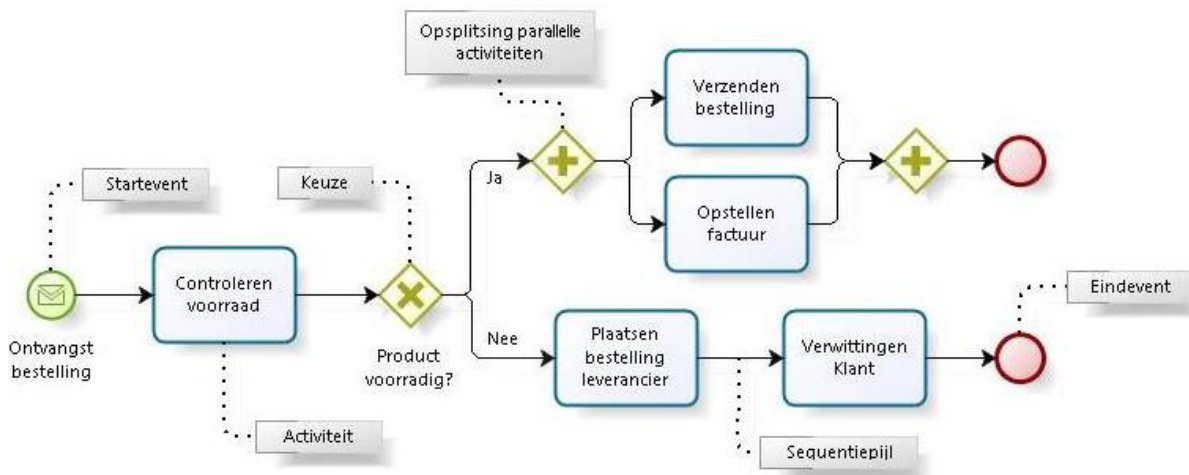 Opsplitsing parallelle
activiteiten
Verzenden
bestelling
Startevent
Keuze
Ja
Opstellen
factuur
Controleren
voorraad
Eindevent
Ontvangst
bestelling
Product
voorradig?
Nee
Plaatsen
bestelling
leverancier
Verwittingen
Klant
Activiteit
Sequentiepijl